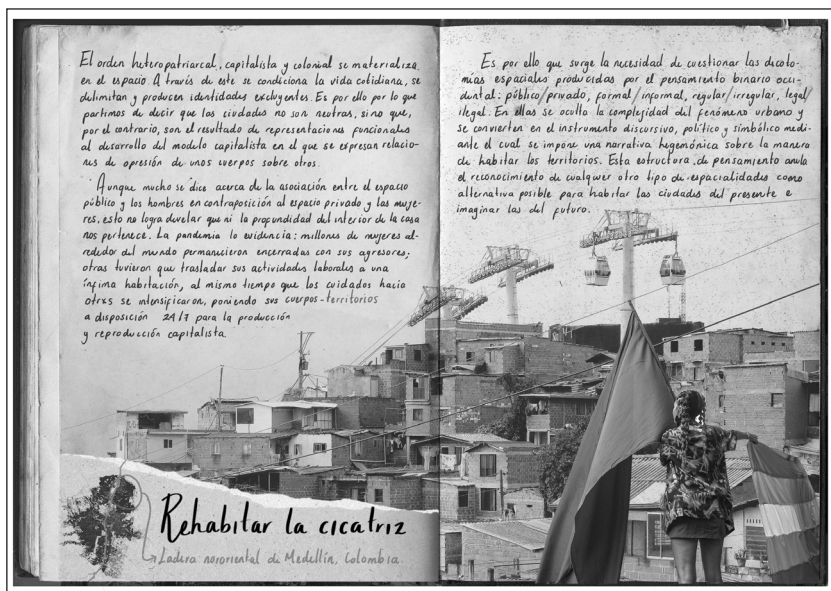 El orden heteropatriarcal, capitalista y colonial se materializa
en el espacio. A través de este se condiciona la vida cotidiana, se
delimitan y producen identidades excluyentes. Es por ello por lo que
partimos de decir que las ciudades no son neutras, sino que,
por el contrario, son el resultado de representaciones funcionales
al desarrollo del modulo capitalista en el que se expresan relacio-
nes de opresión de unos cuerpos sobre otros.
Aunque mucho se dice acerca de la asociación entre el espacio
público y los hombres en contraposición al espacio privado y las muje-
res, esto no logra develar que ni la profundidad del interior de la casa
nos pertenece. La pandemia lo evidencia: millones de mujeres al-
rededor del mundo permanecieron encerradas con sus agresores;
otras tuvieron que trasladar sus actividades laborales a una
ínfima habitación, al mismo tiempo que los cuidados hacia
otrxs se intensificaron, poniendo sus cuerpos-territorios
a disposición 24/7 para la producción
y reproducción capitalista.
Rehabitar la cicatriz
Ladera nororiental de Medellín, Colombia.
Es por ello que surge la necesidad de cuestionar las dicoto-
mías espaciales producidas por el pensamiento binario occi-
dental: público/privado, formal/informal, regular/irregular, legal/
ilegal. En ellas se oculta la complejidad del fenómeno urbano y
se convierten en el instrumento discursivo, político y simbólico medi-
ante el cual se impone una narrativa hegemónica sobre la manera
de habitar los territorios. Esta estructura de pensamiento anula
el reconocimiento de cualquier otro tipo de espacialidades como
alternativa posible para habitar las ciudades del presente e
imaginar las del futuro.